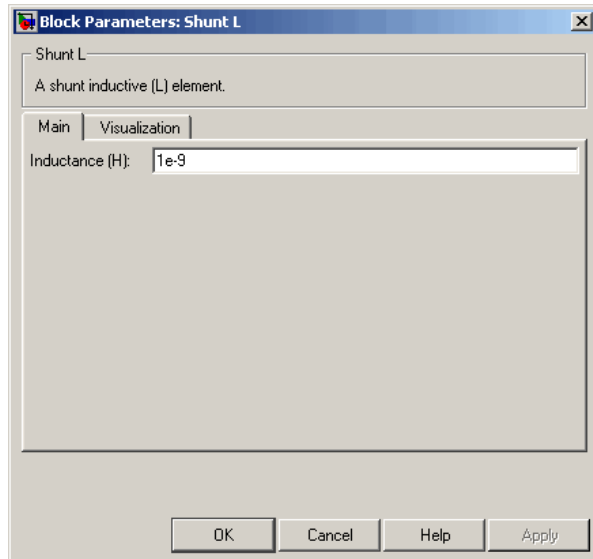 Block Parameters: Shunt L
Shunt L
A shunt inductive (L) element.
Main Visualization
Inductance (H): 1e-9
OK Cancel Help Apply